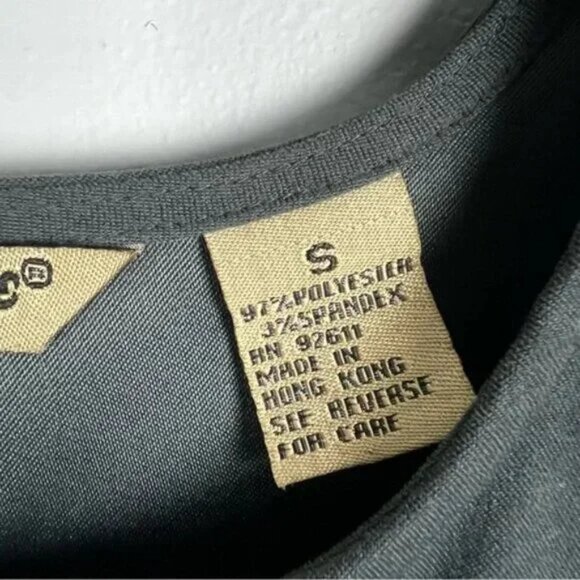 S
97% POLYESTER
3% SPANDEX
RN 92611
MADE IN
HONG KONG
SEE REVERSE
FOR CARE